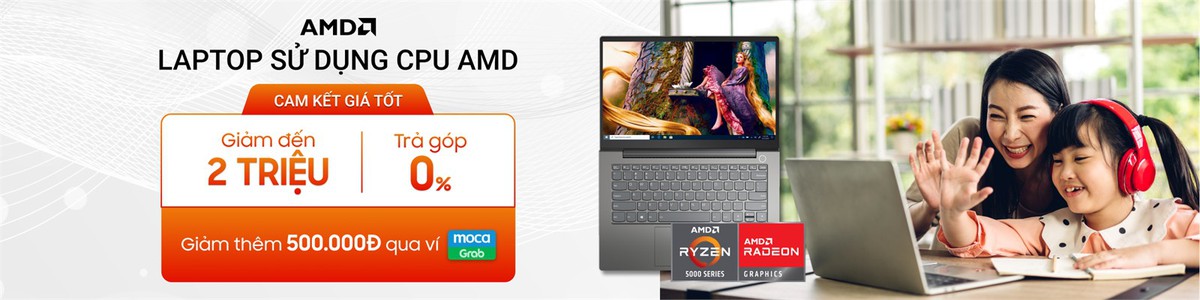 AMD
LAPTOP SỬ DỤNG CPU AMD
CAM KẾT GIÁ TỐT
Giảm đến
2 TRIỆU
Trả góp
0%
Giảm thêm 500.000Đ qua ví moca Grab
AMD
RYZEN
5000 SERIES
AMD
RADEON
GRAPHICS